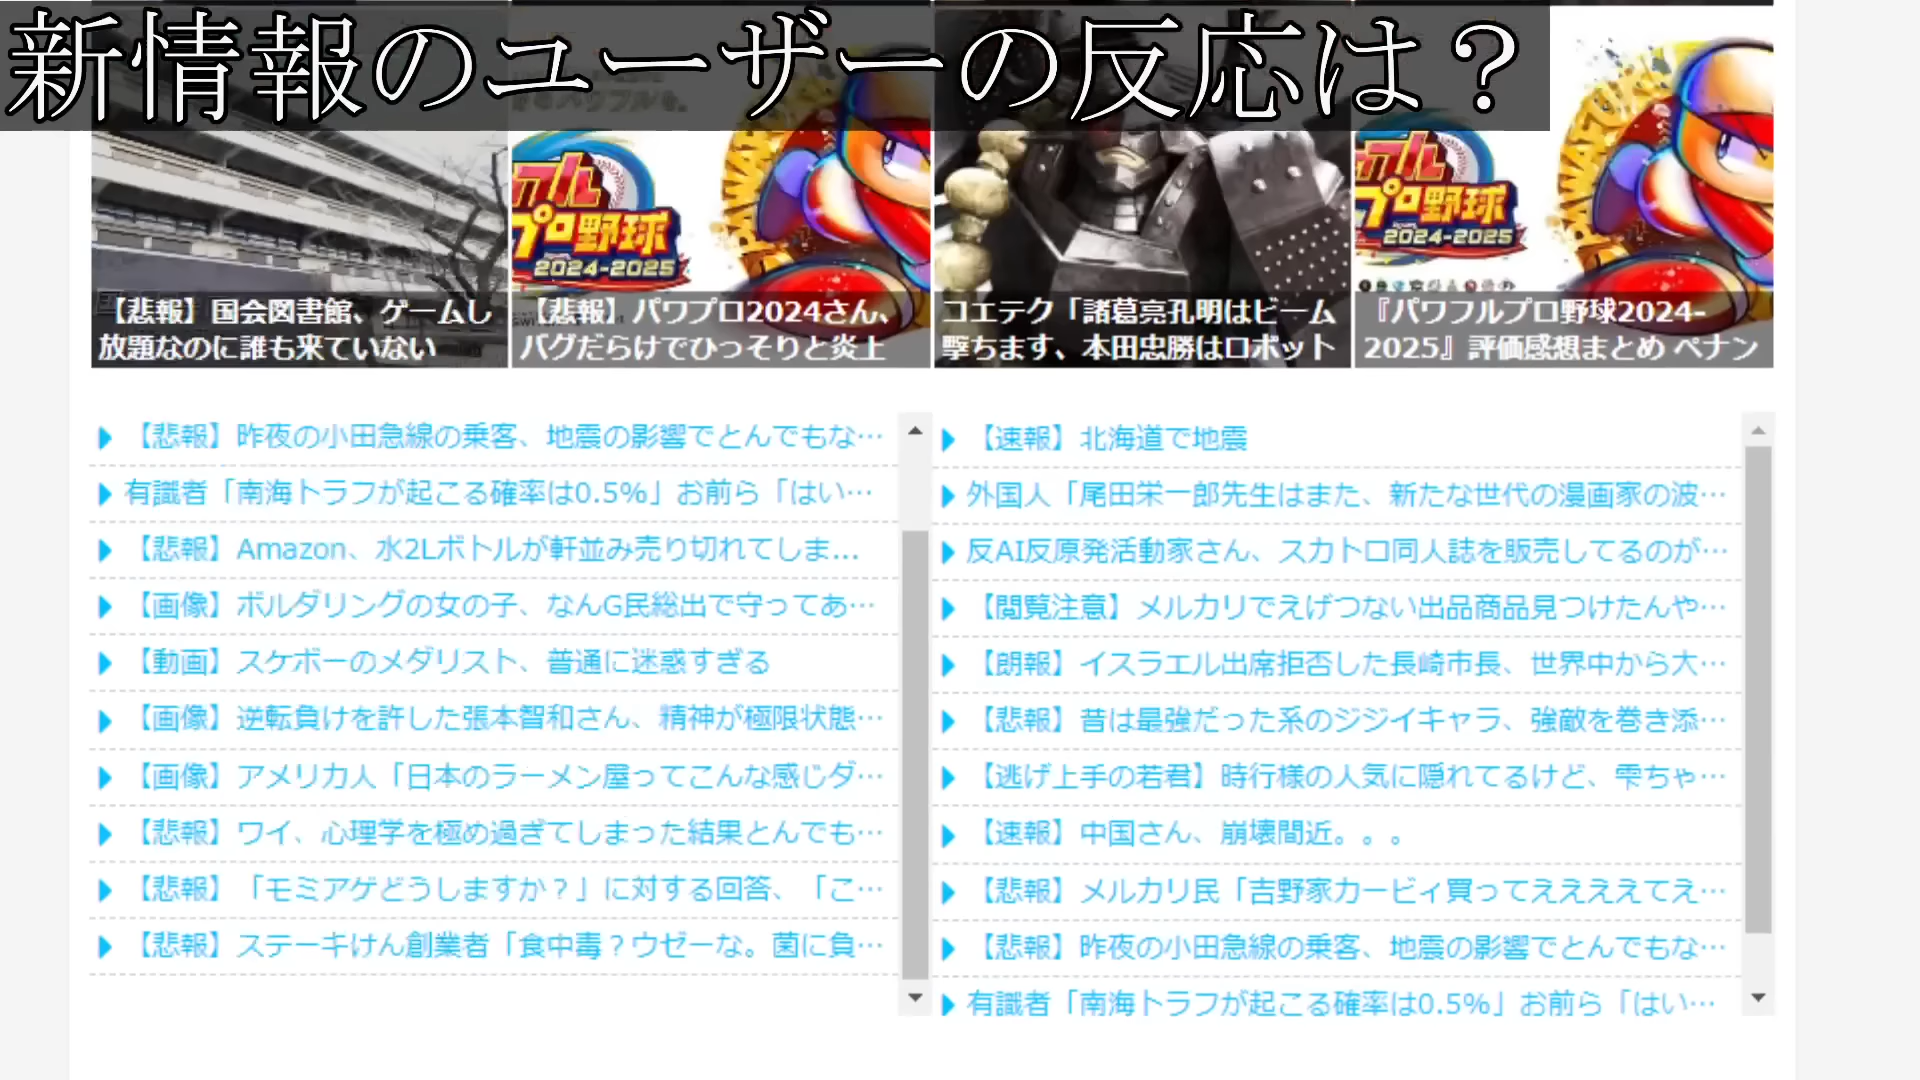 新情報のユーザーの反応は？
プロ野球
2024-2025
プロ野球
2024-2025
【悲報】国会図書館、ゲームし
放題なのに誰も来ていない
【悲報】パワプロ2024さん、
バグだらけでひっそりと炎上
コエテク「諸葛亮孔明はビーム
撃ちます、本田忠勝はロボット
『パワフルプロ野球2024-
2025』評価感想まとめ ペナン
【悲報】昨夜の小田急線の乗客、地震の影響でとんでもな…
有識者「南海トラフが起こる確率は0.5%」お前ら「はい…
【悲報】Amazon、水2Lボトルが軒並み売り切れてしま…
【画像】ボルダリングの女の子、なんG民総出で守ってあ…
【動画】スケボーのメダリスト、普通に迷惑すぎる
【画像】逆転負けを許した張本智和さん、精神が極限状態…
【画像】アメリカ人「日本のラーメン屋ってこんな感じダ…
【悲報】ワイ、心理学を極め過ぎてしまった結果とんでも…
【悲報】「モミアゲどうしますか？」に対する回答、「こ…
【悲報】ステーキけん創業者「食中毒？ウゼーな。菌に負…
【速報】北海道で地震
外国人「尾田栄一郎先生はまた、新たな世代の漫画家の波…
反AI反原発活動家さん、スカトロ同人誌を販売してるのが…
【閲覧注意】メルカリでえげつない出品商品見つけたんや…
【朗報】イスラエル出席拒否した長崎市長、世界中から大…
【悲報】昔は最強だった系のジジイキャラ、強敵を巻き添…
【逃げ上手の若君】時行様の人気に隠れてるけど、雫ちゃ…
【速報】中国さん、崩壊間近。。。
【悲報】メルカリ民「吉野家カービィ買ってええええてえ…
【悲報】昨夜の小田急線の乗客、地震の影響でとんでもな…
有識者「南海トラフが起こる確率は0.5%」お前ら「はい…